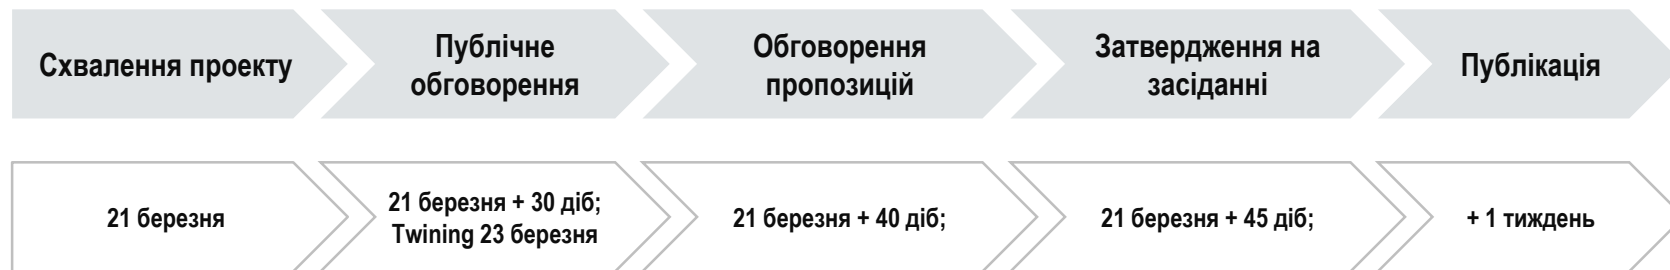 Схвалення проекту
Публічне
обговорення
Обговорення
пропозицій
Затвердження на
засіданні
Публікація
21 березня
21 березня + 30 діб;
Twining 23 березня
21 березня + 40 діб;
21 березня + 45 діб;
+ 1 тиждень